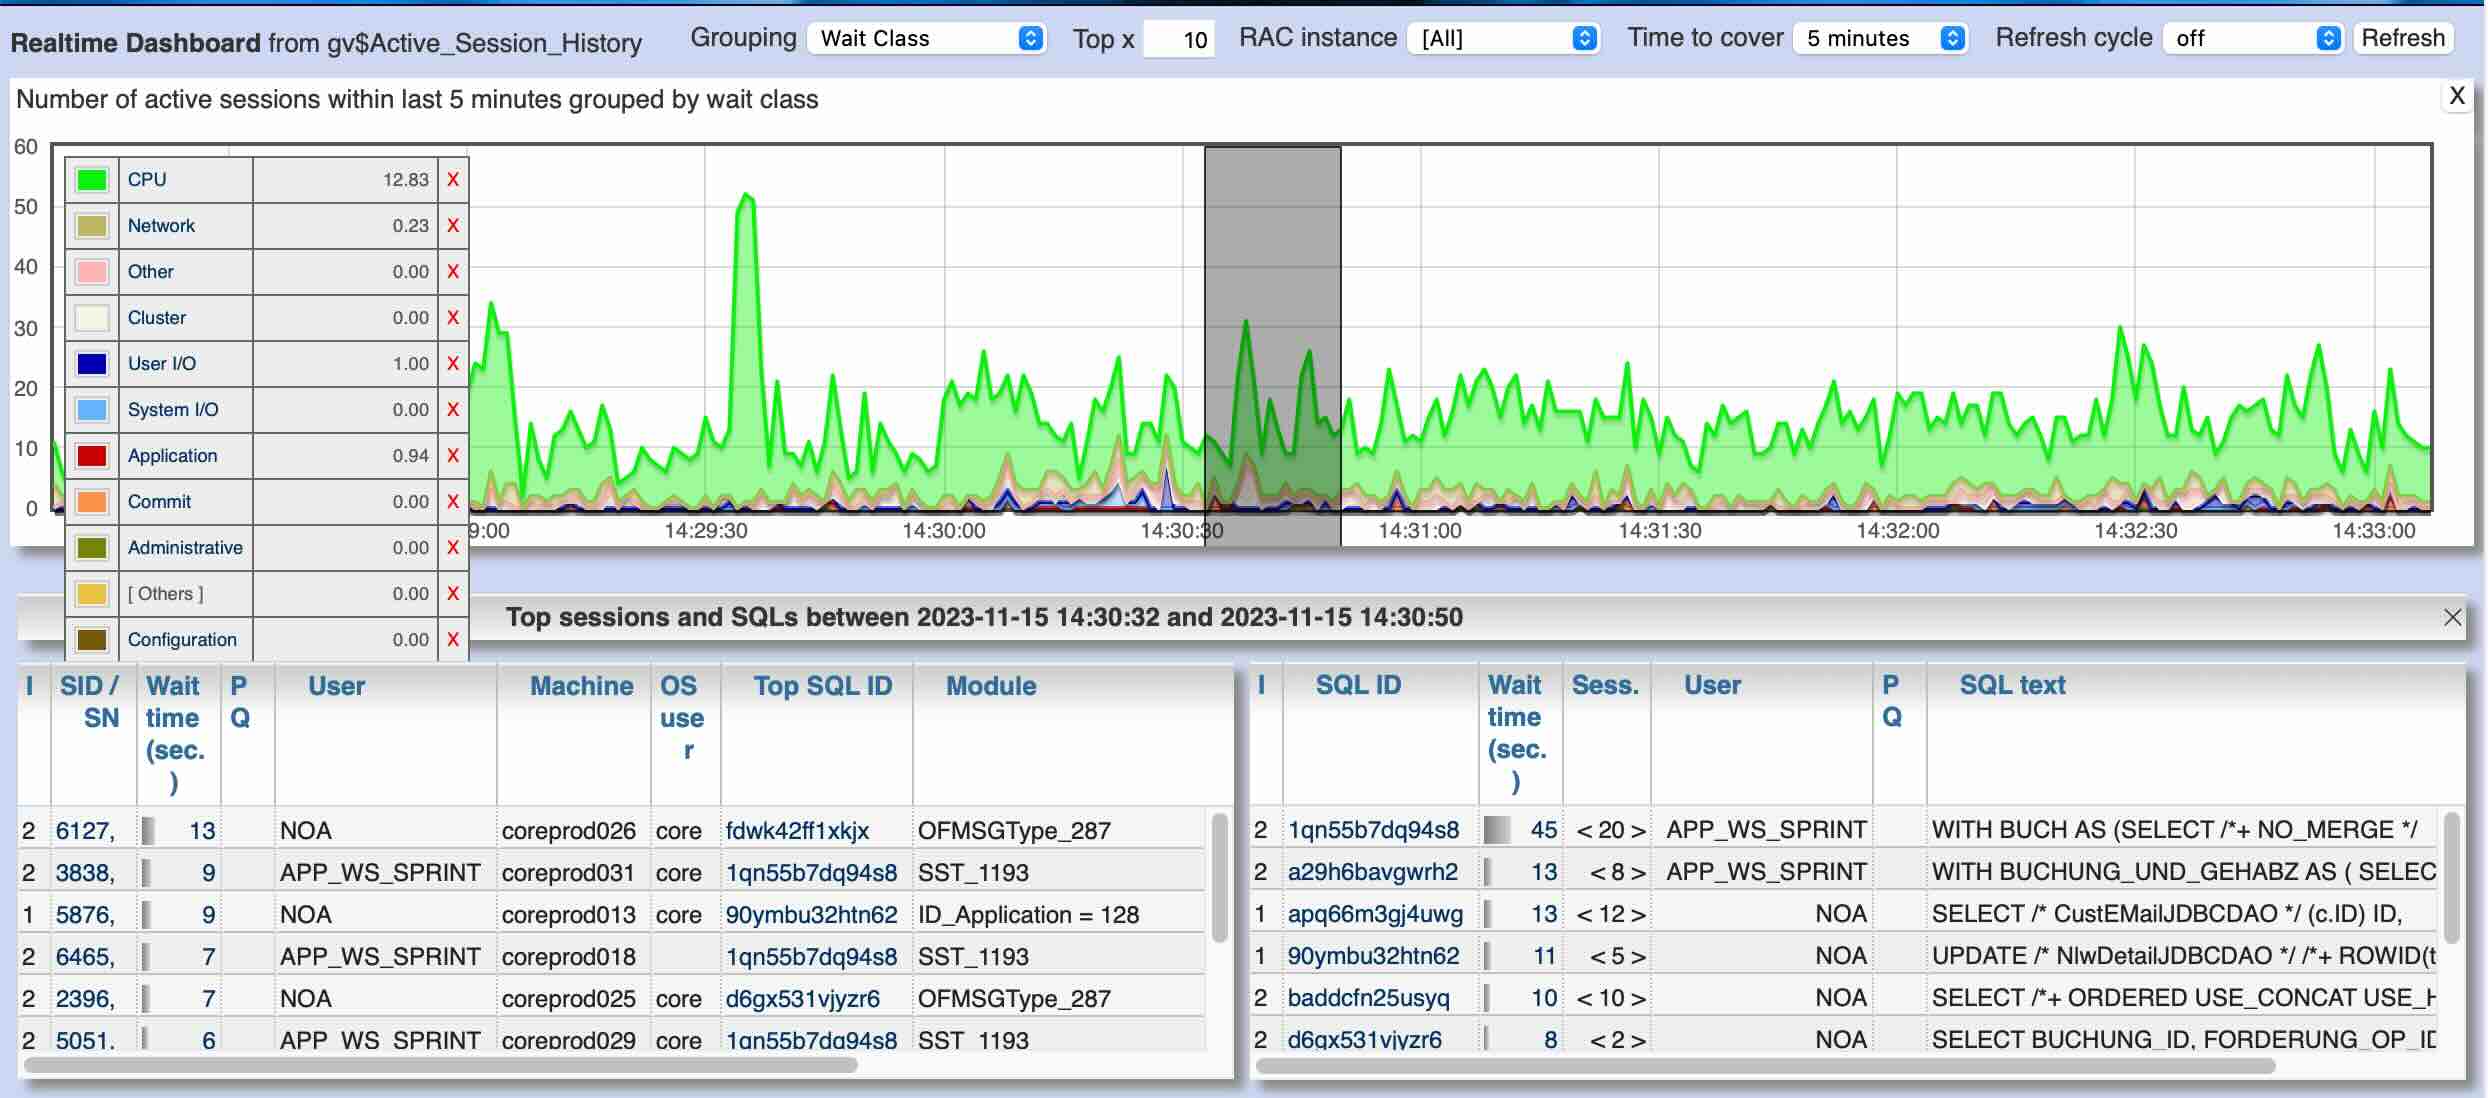 Realtime Dashboard from gv$Active_Session_History Grouping Wait Class Top x 10 RAC instance [All] Time to cover 5 minutes Refresh cycle off Refresh
Number of active sessions within last 5 minutes grouped by wait class X
60
50
40
30
20
10
0
CPU 12.83 X
Network 0.23 X
Other 0.00 X
Cluster 0.00 X
User I/O 1.00 X
System I/O 0.00 X
Application 0.94 X
Commit 0.00 X
Administrative 0.00 X
[ Others ] 0.00 X
Configuration 0.00 X
9:00 14:29:30 14:30:00 14:30:30 14:31:00 14:31:30 14:32:00 14:32:30 14:33:00
Top sessions and SQLs between 2023-11-15 14:30:32 and 2023-11-15 14:30:50
I SID / SN Wait time (sec. ) P Q User Machine OS use r Top SQL ID Module
2 6127, 13 NOA coreprod026 core fdwk42ff1xkjx OFMSGType_287
2 3838, 9 APP_WS_SPRINT coreprod031 core 1qn55b7dq94s8 SST_1193
1 5876, 9 NOA coreprod013 core 90ymbu32htn62 ID_Application = 128
2 6465, 7 APP_WS_SPRINT coreprod018 1qn55b7dq94s8 SST_1193
2 2396, 7 NOA coreprod025 core d6gx531vjyzr6 OFMSGType_287
2 5051, 6 APP_WS_SPRINT coreprod029 core 1qn55b7dq94s8 SST_1193
I SQL ID Wait time (sec. ) Sess. User P Q SQL text
2 1qn55b7dq94s8 45 < 20 > APP_WS_SPRINT WITH BUCH AS (SELECT /*+ NO_MERGE */
2 a29h6bavgwrh2 13 < 8 > APP_WS_SPRINT WITH BUCHUNG_UND_GEHABZ AS ( SELEC
1 apq66m3gj4uwg 13 < 12 > NOA SELECT /* CustEMailJDBCDAO */ (c.ID) ID,
1 90ymbu32htn62 11 < 5 > NOA UPDATE /* NlwDetailJDBCDAO */ /*+ ROWID(t
2 baddcfn25usyq 10 < 10 > NOA SELECT /*+ ORDERED USE_CONCAT USE_H
2 d6gx531vjyzr6 8 < 2 > NOA SELECT BUCHUNG_ID, FORDERUNG_OP_ID